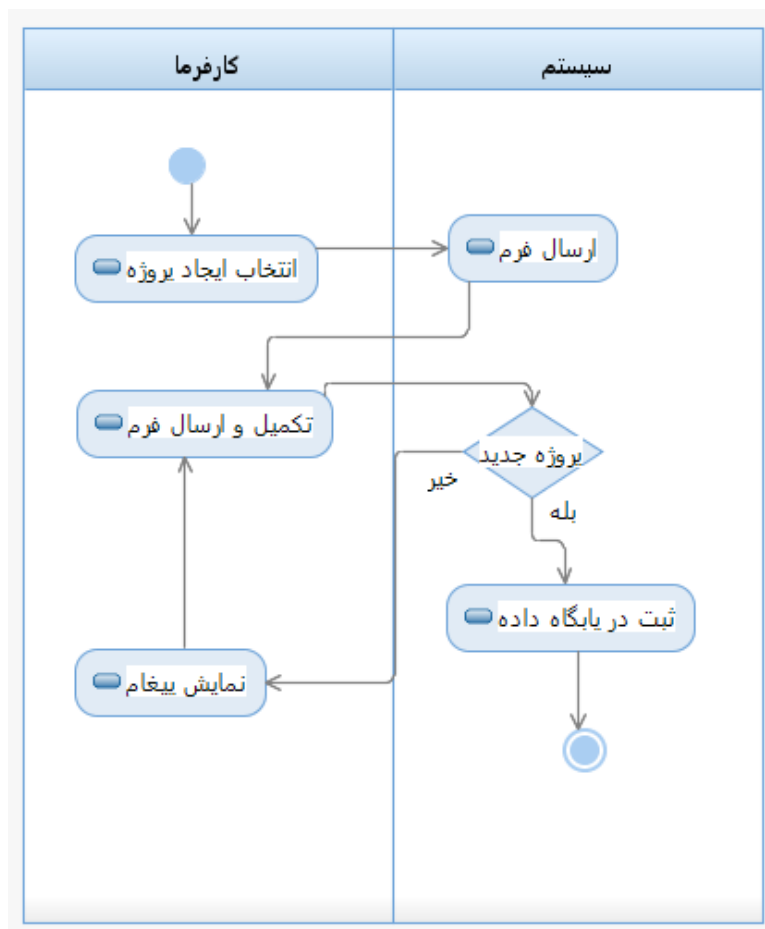 کارفرما
سیستم
انتخاب ایجاد پروژه
ارسال فرم
تکمیل و ارسال فرم
پروژه جدید
خیر
بله
ثبت در پایگاه داده
نمایش پیغام